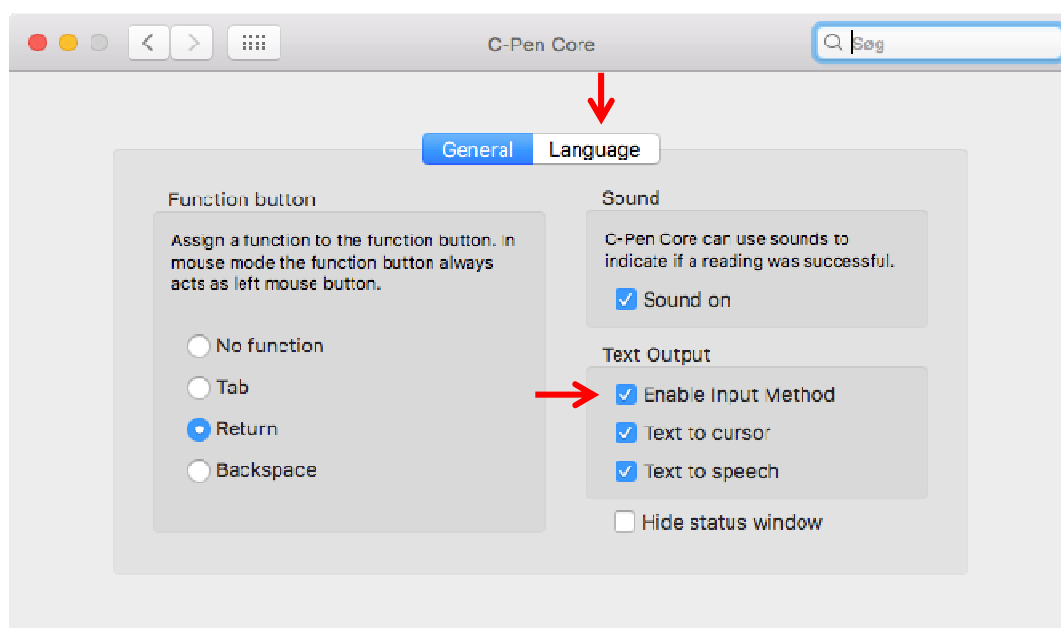 C-Pen Core
Søg
General
Language
Function button
Assign a function to the function button. In
mouse mode the function button always
acts as left mouse button.
No function
Tab
Return
Backspace
Sound
C-Pen Core can use sounds to
indicate if a reading was successful.
Sound on
Text Output
Enable Input Method
Text to cursor
Text to speech
Hide status window